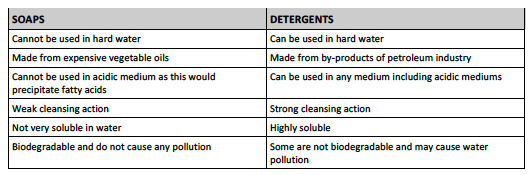 SOAPS DETERGENTS
Cannot be used in hard water Can be used in hard water
Made from expensive vegetable oils Made from by-products of petroleum industry
Cannot be used in acidic medium as this would Can be used in any medium including acidic mediums
precipitate fatty acids
Weak cleansing action Strong cleansing action
Not very soluble in water Highly soluble
Biodegradable and do not cause any pollution Some are not biodegradable and may cause water
pollution